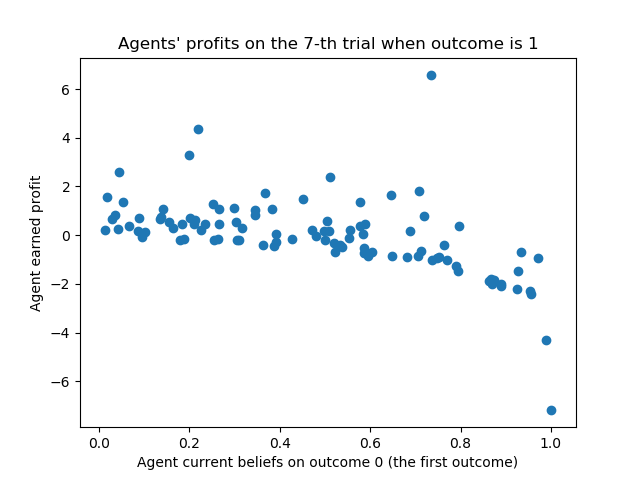 Agents' profits on the 7-th trial when outcome is 1
Agent earned profit
6
4
2
0
−2
−4
−6
0.0 0.2 0.4 0.6 0.8 1.0
Agent current beliefs on outcome 0 (the first outcome)